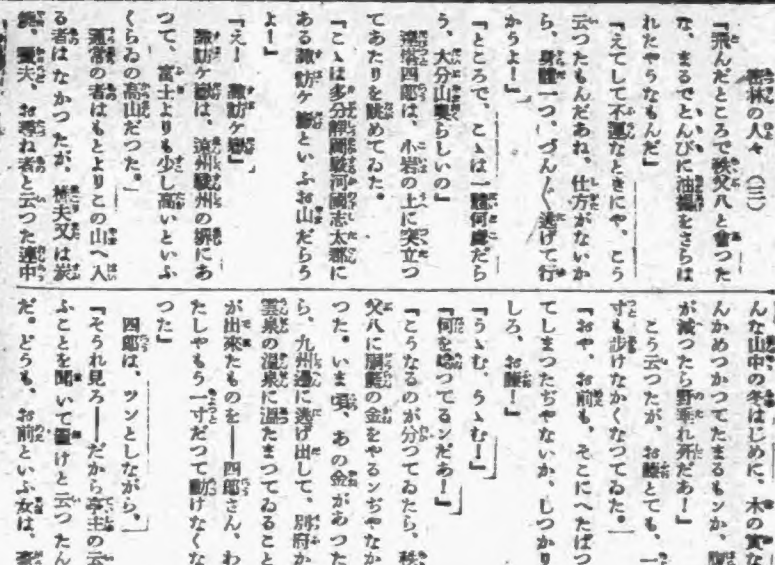 密林の人々 (三)
『飛んだところで秩父八と會つた
な、まるでとんびに油揚をさらは
れたやうなもんだ』
『えてして不運なときにや、こう
云つたもんだあね、仕方がないか
ら、身體一つ、づん〳〵逃げて行
かうよ!』
『ところで、こゝは一體何處だら
う、大分山奥らしいの』
四郎は、小岩の上に突立つ
てあたりを眺めてゐた。
『こゝは多分靜岡駿河國志太郡に
ある諏訪ケ嶽といふお山だらう
よ!』
『え! 諏訪ケ嶽』
諏訪ケ嶽は、遠州駿州の堺にあ
つて、富士よりも少し高いといふ
くらゐの高山だつた。
通常の者はもとよりこの山へ入
る者はなかつたが、樵夫又は炭
燒、獵夫、お尋ね者と云つた連中
んな山中の冬はじめに、木の實な
んかめつかつてたまるもンか、腹
が減つたら野垂れ死だあ!』
こう云つたが、お藤とても、一
寸も歩けなくなつてゐた。
『おや、お前も、そこにへたばつ
てしまつたぢやないか、しつかり
しろ、お藤!』
『うゝむ、うゝむ!』
『何を唸つてるンだあ!』
『こうなるのが分つてゐたら、秩
父八に胴籠の金をやるンぢやなか
つた。いま頃、あの金があつた
ら、九州邊に逃げ出して、別府か
雲泉の溫泉に溫たまつてゐること
が出來たものを――四郎さん、わ
たしやもう一寸だつて動けなくな
つた』
四郎は、ツンとしながら、
『そうれ見ろ――だから亭主の云
ふことを聞いて置けと云つたん
だ。どうも、お前といふ女は、